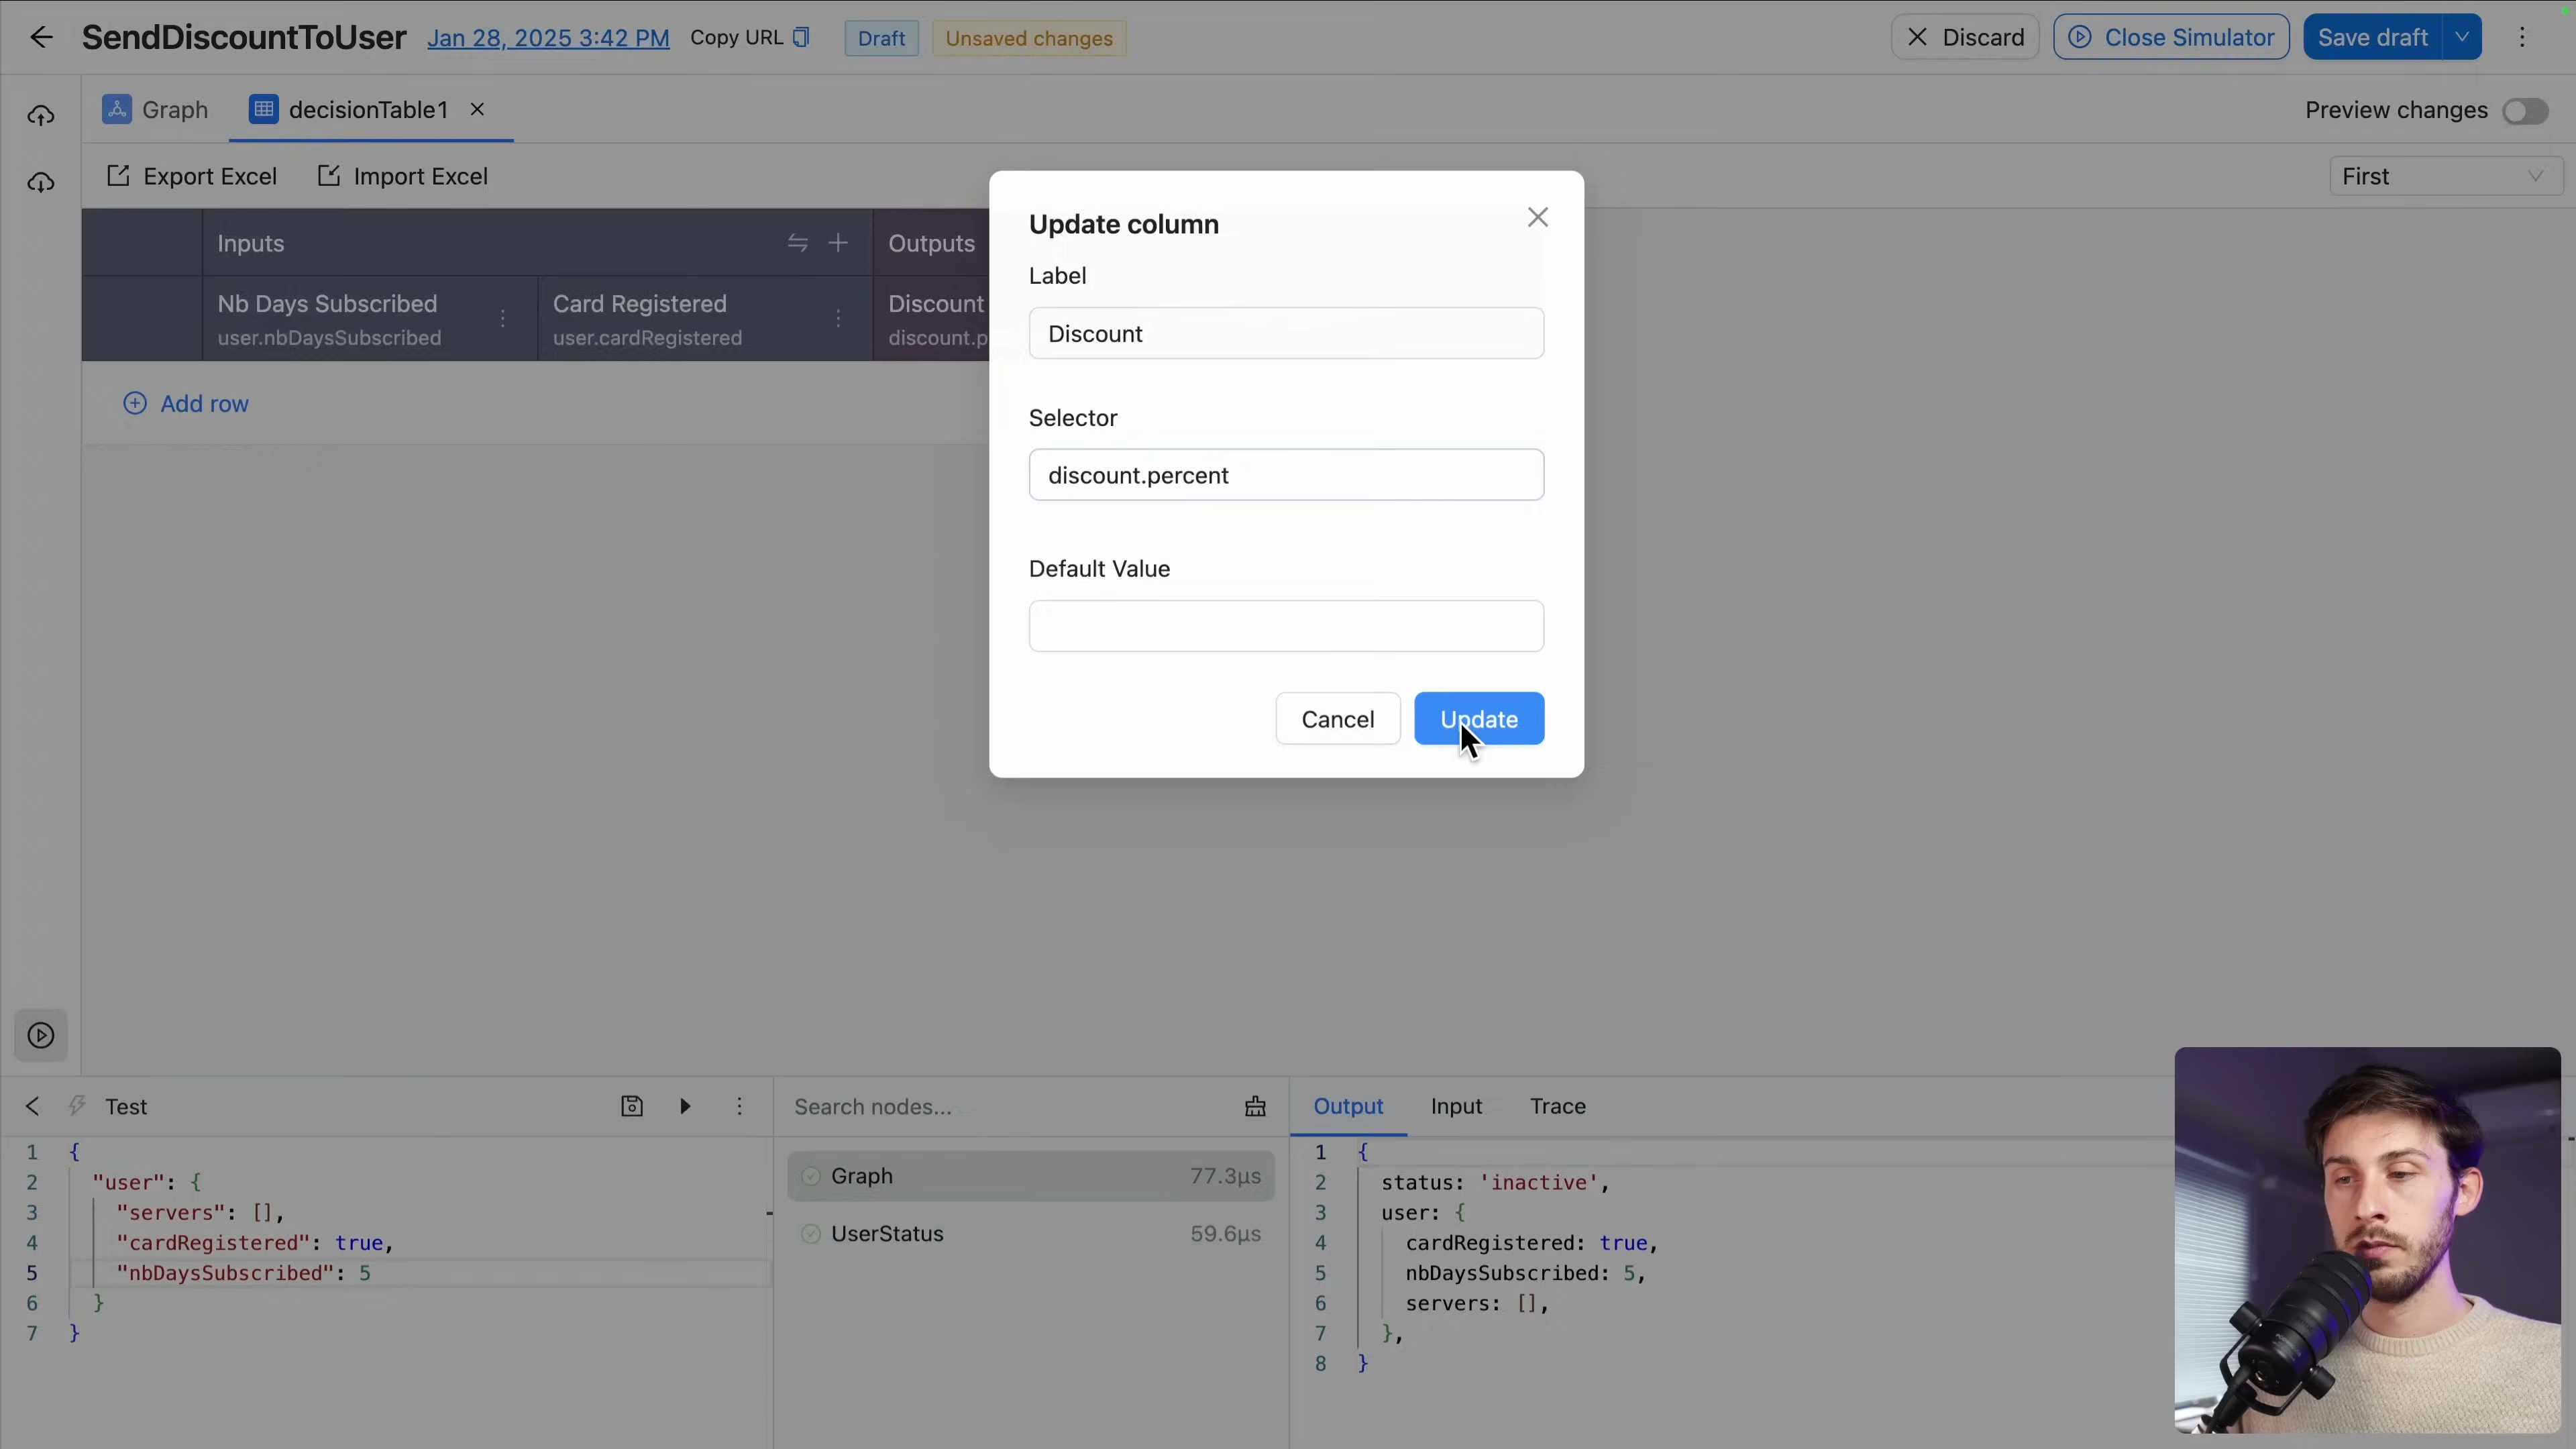 SendDiscountToUser Jan 28, 2025 3:42 PM Copy URL Draft Unsaved changes Discard Close Simulator Save draft
Graph decisionTable1 Preview changes
Export Excel Import Excel First
Inputs Outputs
Nb Days Subscribed Card Registered Discount
user.nbDaysSubscribed user.cardRegistered discount.p
Add row
Update column
Label
Discount
Selector
discount.percent
Default Value
Cancel Update
Test
1 {
2 "user": {
3 "servers": [],
4 "cardRegistered": true,
5 "nbDaysSubscribed": 5
6 }
7 }
Search nodes...
Graph 77.3µs
UserStatus 59.6µs
Output Input Trace
1 {
2 status: 'inactive',
3 user: {
4 cardRegistered: true,
5 nbDaysSubscribed: 5,
6 servers: [],
7 },
8 }